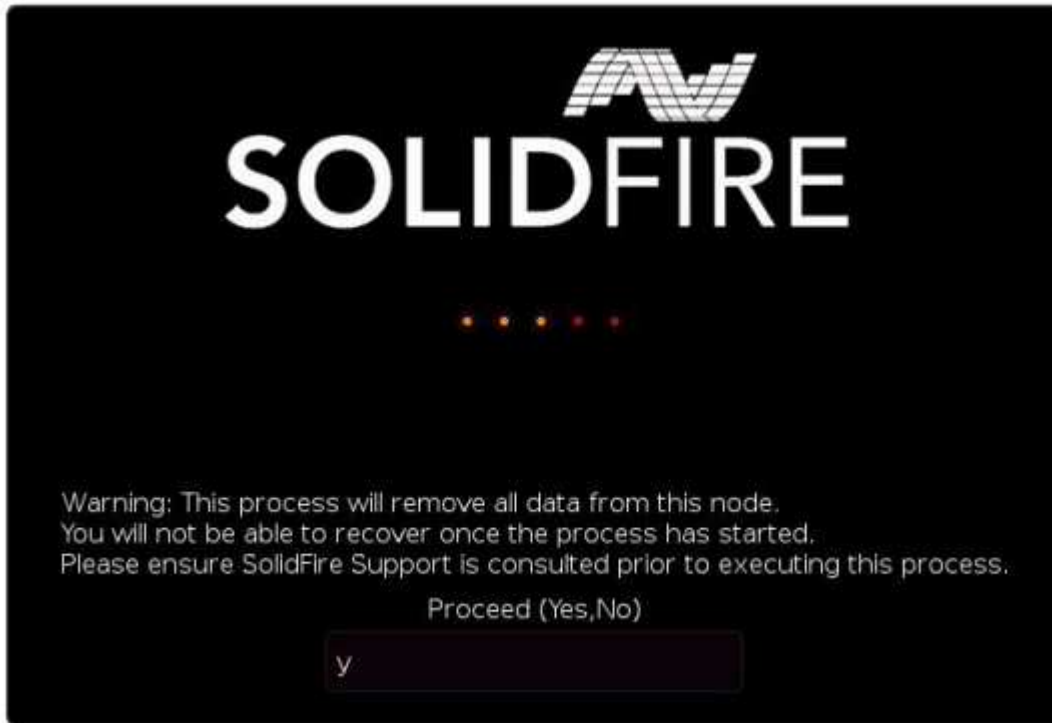 SOLIDFIRE
Warning: This process will remove all data from this node.
You will not be able to recover once the process has started.
Please ensure SolidFire Support is consulted prior to executing this process.
Proceed (Yes,No)
y